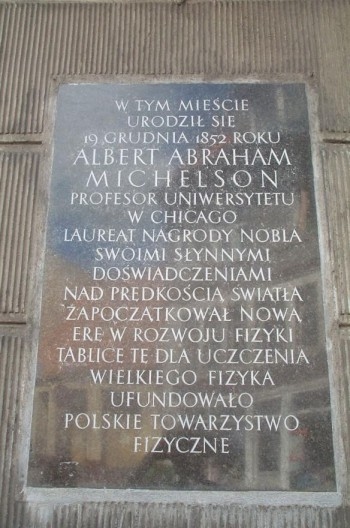 W TYM MIEŚCIE
URODZIŁ SIĘ
19 GRUDNIA 1852 ROKU
ALBERT ABRAHAM
MICHELSON
PROFESOR UNIWERSYTETU
W CHICAGO
LAUREAT NAGRODY NOBLA
SWOIMI SŁYNNYMI
DOŚWIADCZENIAMI
NAD PRĘDKOŚCIĄ ŚWIATŁA
ZAPOCZĄTKOWAŁ NOWĄ
ERĘ W ROZWOJU FIZYKI
TABLICĘ TĘ DLA UCZCZENIA
WIELKIEGO FIZYKA
UFUNDOWAŁO
POLSKIE TOWARZYSTWO
FIZYCZNE